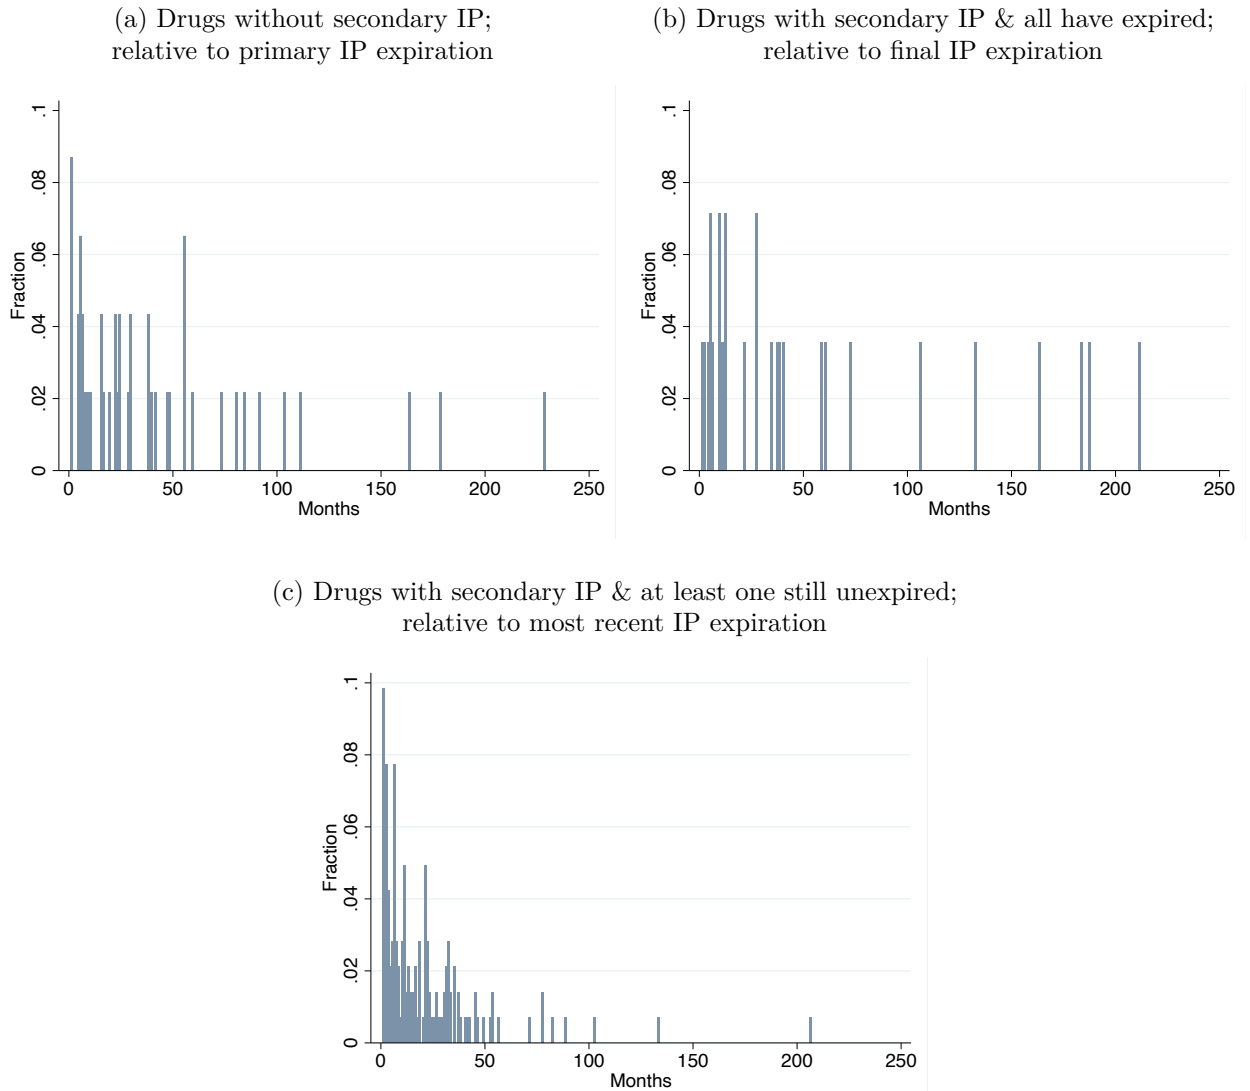 (a) Drugs without secondary IP;
relative to primary IP expiration
(b) Drugs with secondary IP & all have expired;
relative to final IP expiration
.1
.08
.06
.04
.02
0
Fraction
0 50 100 150 200 250
Months
.1
.08
.06
.04
.02
0
Fraction
0 50 100 150 200 250
Months
(c) Drugs with secondary IP & at least one still unexpired;
relative to most recent IP expiration
.1
.08
.06
.04
.02
0
Fraction
0 50 100 150 200 250
Months